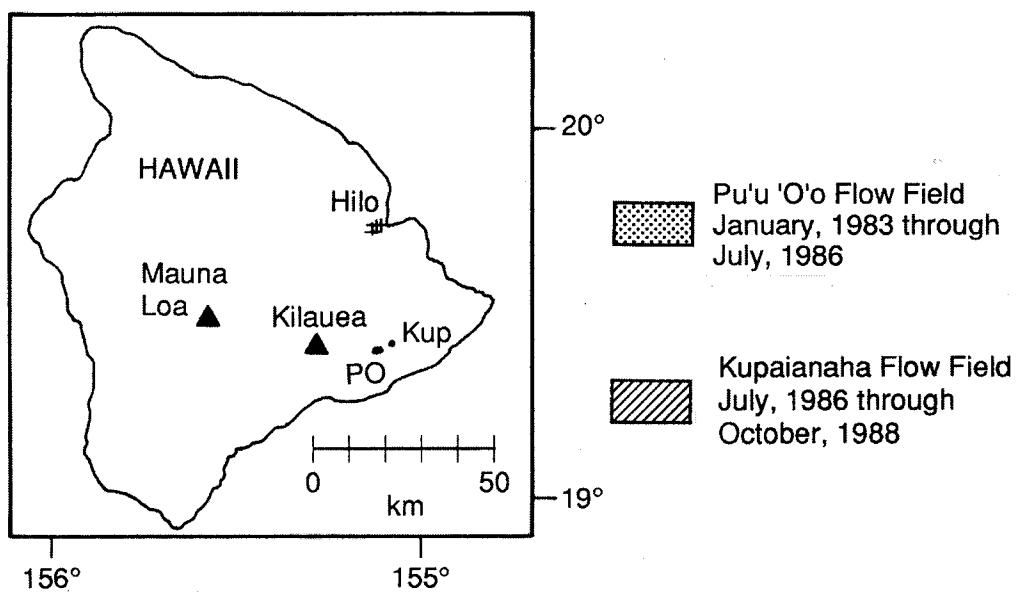 HAWAII
Hilo
Mauna
Loa
Kilauea
Kup
PO
0 50
km
20°
19°
156° 155°
Pu'u 'O'o Flow Field
January, 1983 through
July, 1986
Kupaianaha Flow Field
July, 1986 through
October, 1988